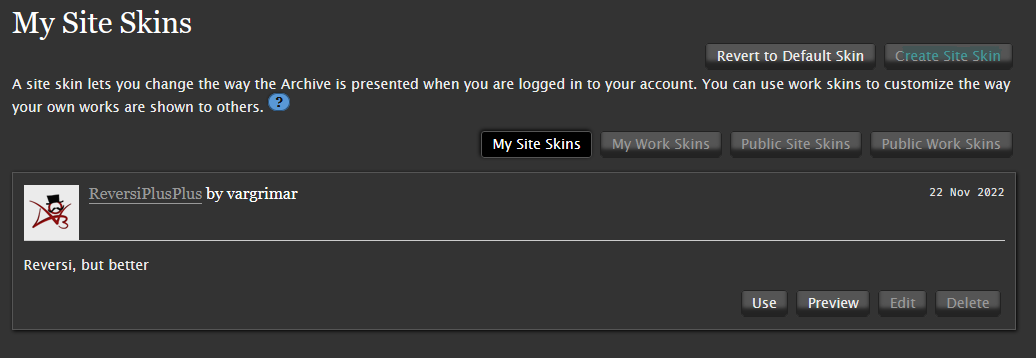 My Site Skins
Revert to Default Skin Create Site Skin
A site skin lets you change the way the Archive is presented when you are logged in to your account. You can use work skins to customize the way
your own works are shown to others. ?
My Site Skins My Work Skins Public Site Skins Public Work Skins
ReversiPlusPlus by vargrimar 22 Nov 2022
Reversi, but better
Use Preview Edit Delete